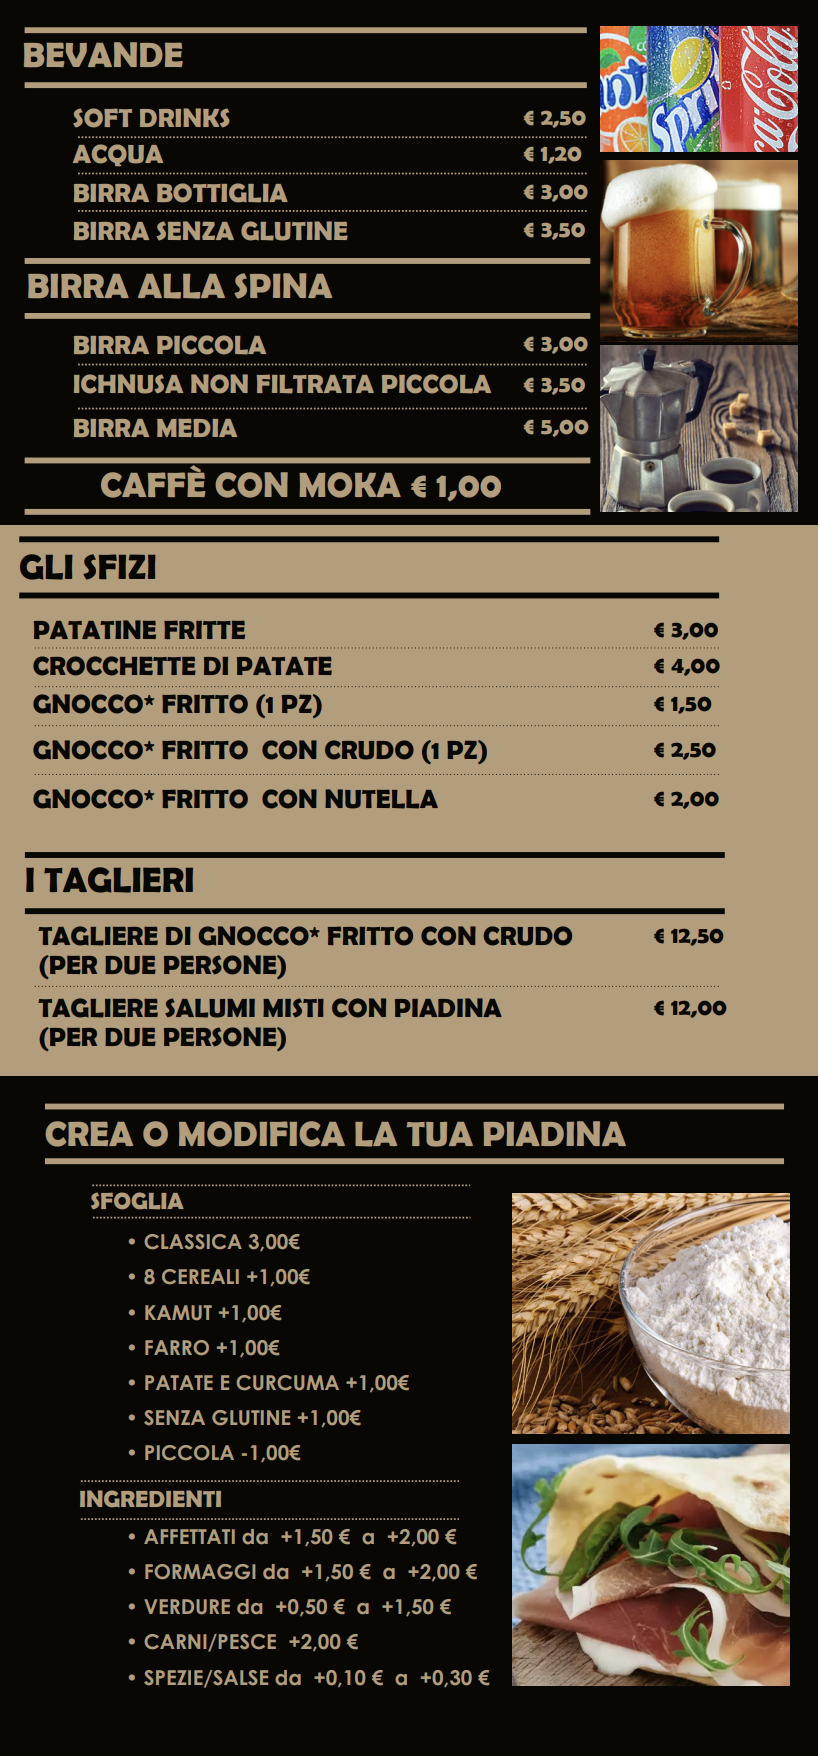 BEVANDE
SOFT DRINKS € 2,50
ACQUA € 1,20
BIRRA BOTTIGLIA € 3,00
BIRRA SENZA GLUTINE € 3,50
BIRRA ALLA SPINA
BIRRA PICCOLA € 3,00
ICHNUSA NON FILTRATA PICCOLA € 3,50
BIRRA MEDIA € 5,00
CAFFÈ CON MOKA € 1,00
GLI SFIZI
PATATINE FRITTE € 3,00
CROCCHETTE DI PATATE € 4,00
GNOCCO* FRITTO (1 PZ) € 1,50
GNOCCO* FRITTO CON CRUDO (1 PZ) € 2,50
GNOCCO* FRITTO CON NUTELLA € 2,00
I TAGLIERI
TAGLIERE DI GNOCCO* FRITTO CON CRUDO € 12,50
(PER DUE PERSONE)
TAGLIERE SALUMI MISTI CON PIADINA € 12,00
(PER DUE PERSONE)
CREA O MODIFICA LA TUA PIADINA
SFOGLIA
• CLASSICA 3,00€
• 8 CEREALI +1,00€
• KAMUT +1,00€
• FARRO +1,00€
• PATATE E CURCUMA +1,00€
• SENZA GLUTINE +1,00€
• PICCOLA -1,00€
INGREDIENTI
• AFFETTATI da +1,50 € a +2,00 €
• FORMAGGI da +1,50 € a +2,00 €
• VERDURE da +0,50 € a +1,50 €
• CARNI/PESCE +2,00 €
• SPEZIE/SALSE da +0,10 € a +0,30 €